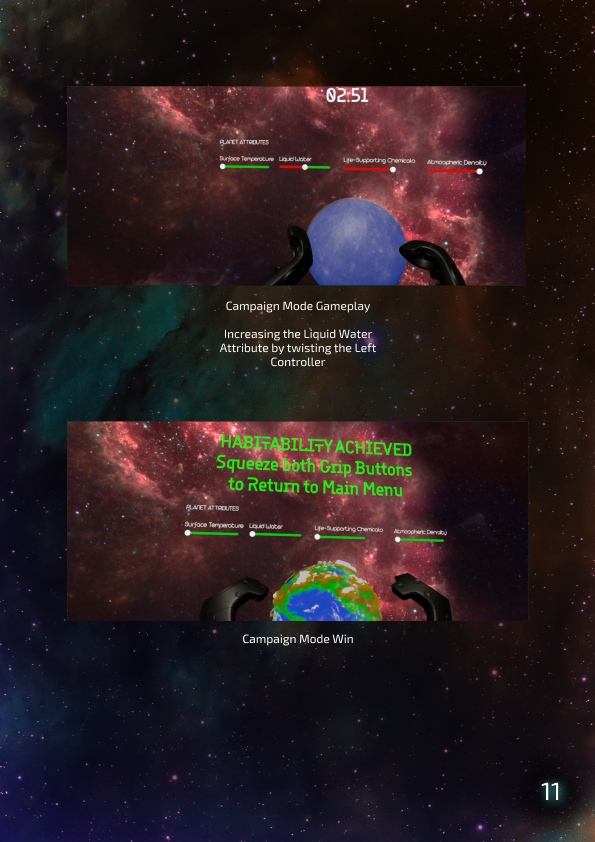 02:51
PLANET ATTRIBUTES
Surface Temperature Liquid Water Life-Supporting Chemicals Atmospheric Density
Campaign Mode Gameplay
Increasing the Liquid Water
Attribute by twisting the Left
Controller
HABITABILITY ACHIEVED
Squeeze both Grip Buttons
to Return to Main Menu
PLANET ATTRIBUTES
Surface Temperature Liquid Water Life-Supporting Chemicals Atmospheric Density
Campaign Mode Win
11